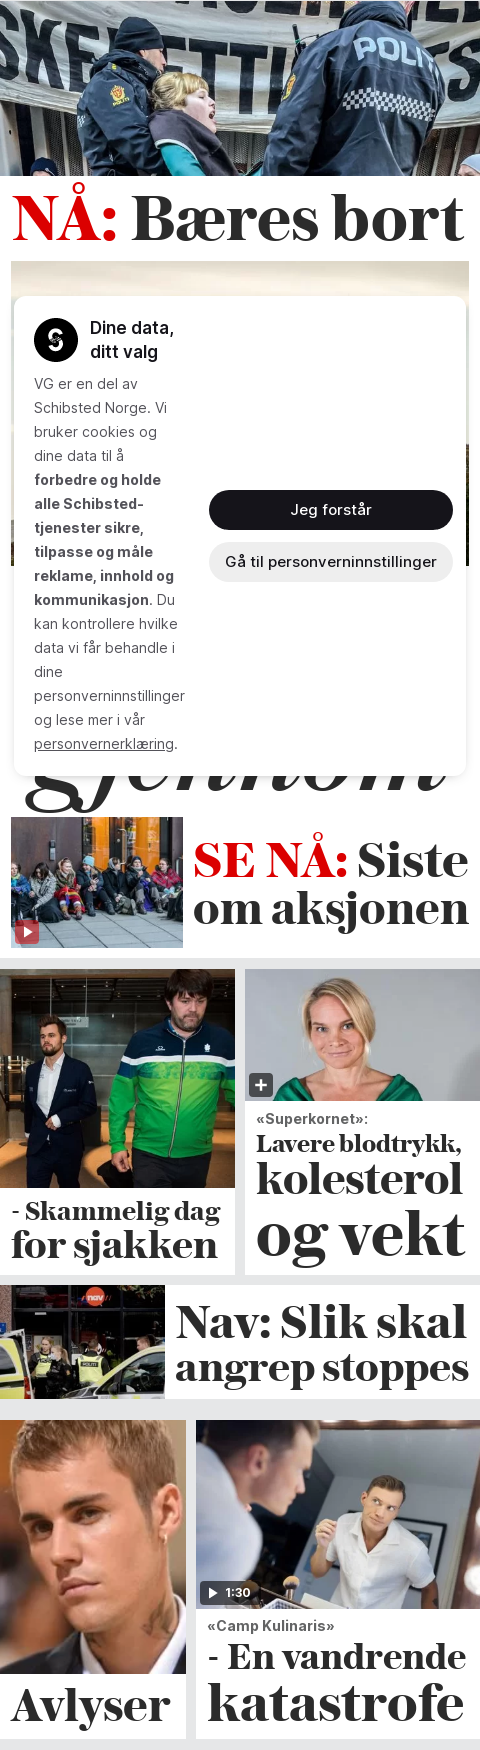 POLITI
NÅ: Bæres bort
Dine data,
ditt valg
VG er en del av
Schibsted Norge. Vi
bruker cookies og
dine data til å
forbedre og holde
alle Schibsted-
tjenester sikre,
tilpasse og måle
reklame, innhold og
kommunikasjon. Du
kan kontrollere hvilke
data vi får behandle i
dine
personverninnstillinger
og lese mer i vår
personvernerklæring.
Jeg forstår
Gå til personverninnstillinger
gjennom
SE NÅ: Siste
om aksjonen
- Skammelig dag
for sjakken
«Superkornet»:
Lavere blodtrykk,
kolesterol
og vekt
nav
Nav: Slik skal
angrep stoppes
Avlyser
1:30
«Camp Kulinaris»
- En vandrende
katastrofe